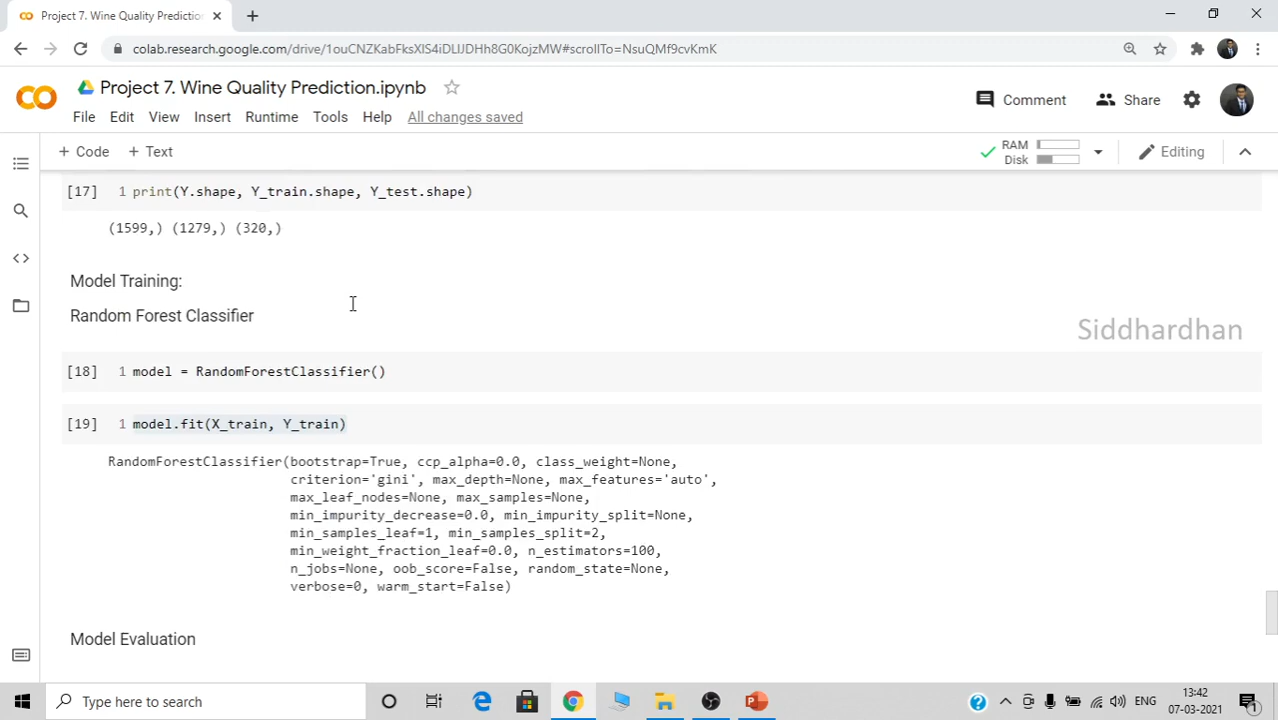 Project 7. Wine Quality Prediction
colab.research.google.com/drive/1ouCNZKabFksXlS4iDLIJDHh8G0KojzMW#scrollTo=NsuQMf9cvKmK
Project 7. Wine Quality Prediction.ipynb
File Edit View Insert Runtime Tools Help All changes saved
Comment Share
+ Code + Text
RAM
Disk
Editing
[17] 1 print(Y.shape, Y_train.shape, Y_test.shape)
(1599,) (1279,) (320,)
Model Training:
Random Forest Classifier
Siddhardhan
[18] 1 model = RandomForestClassifier()
[19] 1 model.fit(X_train, Y_train)
RandomForestClassifier(bootstrap=True, ccp_alpha=0.0, class_weight=None,
criterion='gini', max_depth=None, max_features='auto',
max_leaf_nodes=None, max_samples=None,
min_impurity_decrease=0.0, min_impurity_split=None,
min_samples_leaf=1, min_samples_split=2,
min_weight_fraction_leaf=0.0, n_estimators=100,
n_jobs=None, oob_score=False, random_state=None,
verbose=0, warm_start=False)
Model Evaluation
Type here to search
ENG
13:42
07-03-2021